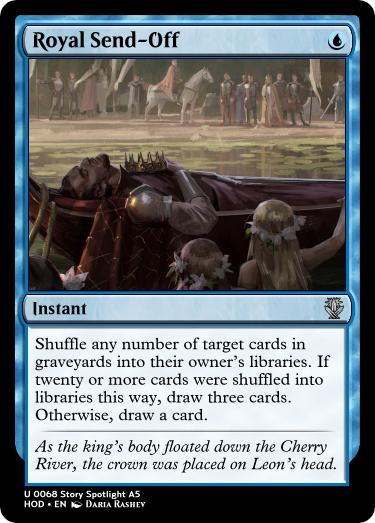 Royal Send-Off
Instant
Shuffle any number of target cards in
graveyards into their owner's libraries. If
twenty or more cards were shuffled into
libraries this way, draw three cards.
Otherwise, draw a card.
As the king's body floated down the Cherry
River, the crown was placed on Leon's head.
U 0068 Story Spotlight A5
HOD • EN Daria Rashev